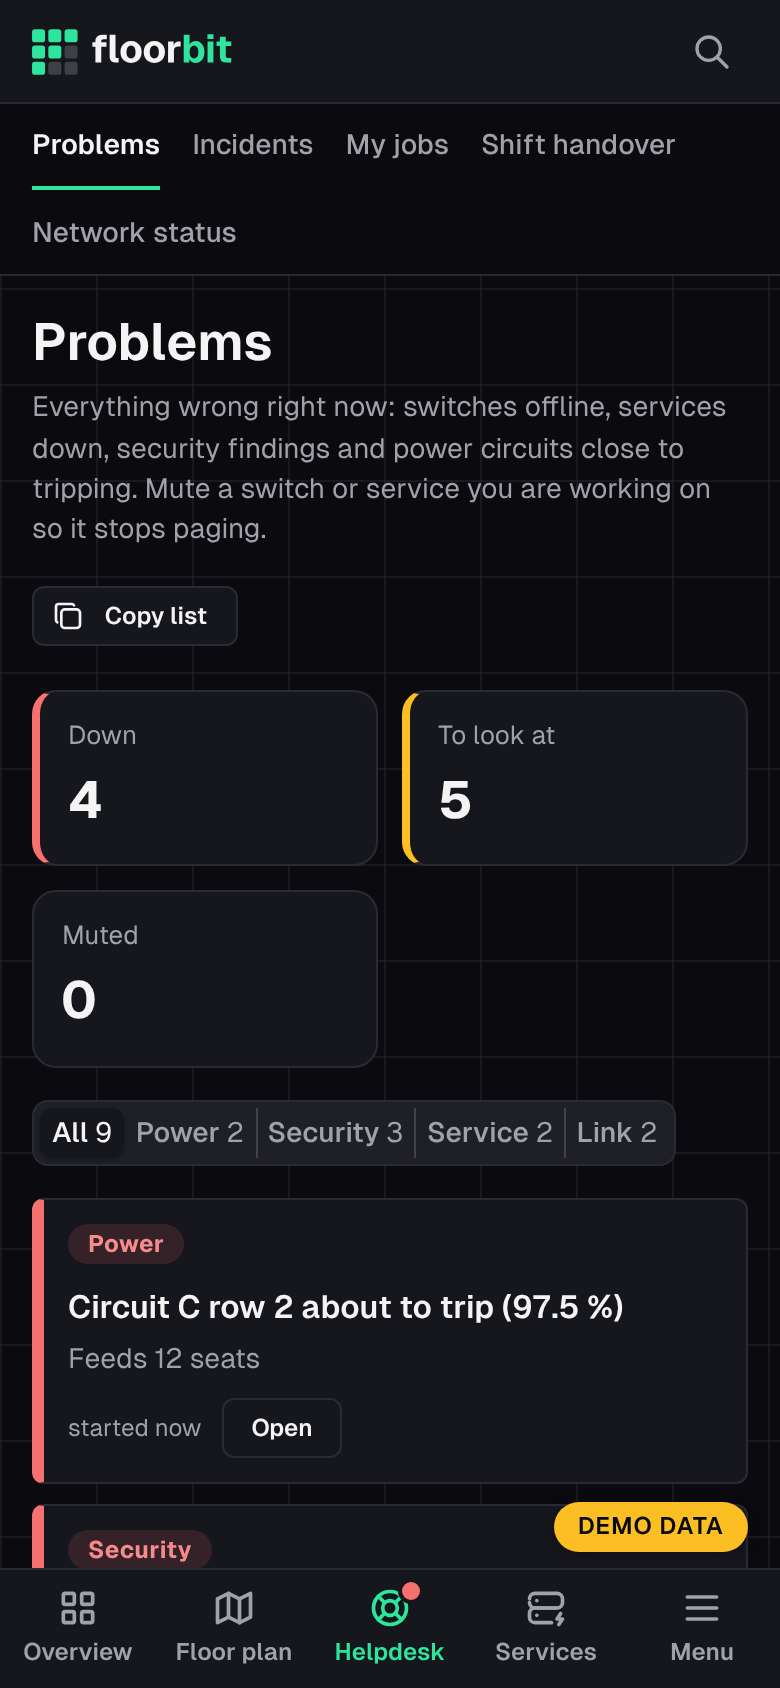 floorbit
Problems Incidents My jobs Shift handover
Network status
Problems
Everything wrong right now: switches offline, services
down, security findings and power circuits close to
tripping. Mute a switch or service you are working on
so it stops paging.
Copy list
Down
4
To look at
5
Muted
0
All 9 Power 2 Security 3 Service 2 Link 2
Power
Circuit C row 2 about to trip (97.5 %)
Feeds 12 seats
started now Open
Security
DEMO DATA
Overview Floor plan Helpdesk Services Menu